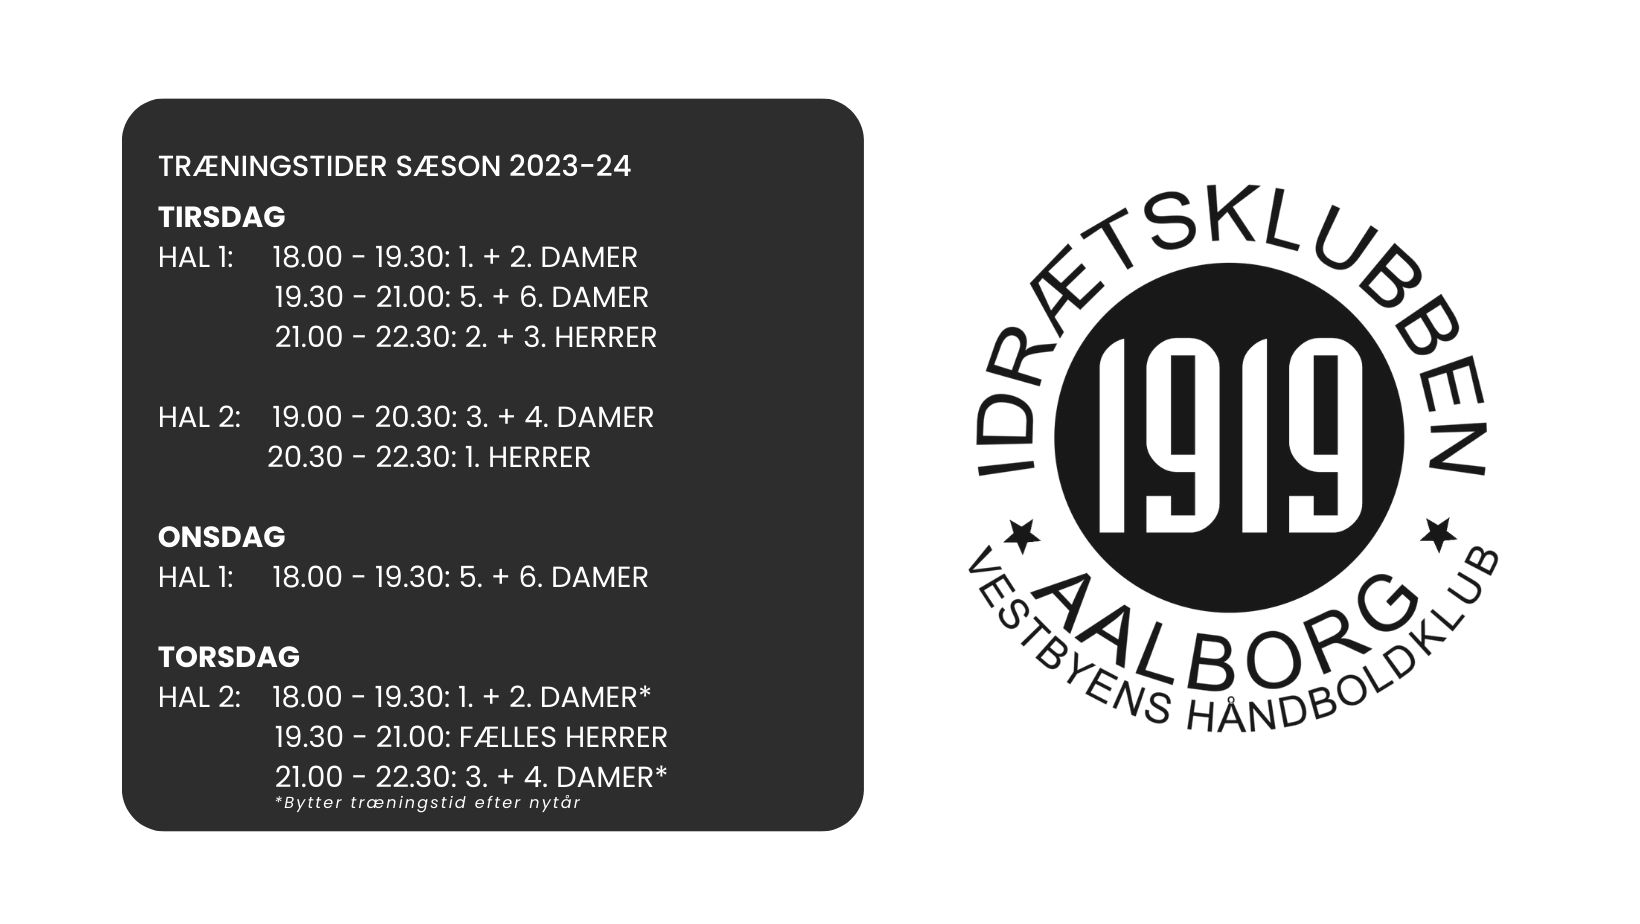 TRÆNINGSTIDER SÆSON 2023-24
TIRSDAG
HAL 1: 18.00 - 19.30: 1. + 2. DAMER
19.30 - 21.00: 5. + 6. DAMER
21.00 - 22.30: 2. + 3. HERRER
HAL 2: 19.00 - 20.30: 3. + 4. DAMER
20.30 - 22.30: 1. HERRER
ONSDAG
HAL 1: 18.00 - 19.30: 5. + 6. DAMER
TORSDAG
HAL 2: 18.00 - 19.30: 1. + 2. DAMER*
19.30 - 21.00: FÆLLES HERRER
21.00 - 22.30: 3. + 4. DAMER*
*Bytter træningstid efter nytår
IDRÆTSKLUBBEN
1919
AALBORG
VESTBYENS HÅNDBOLDKLUB